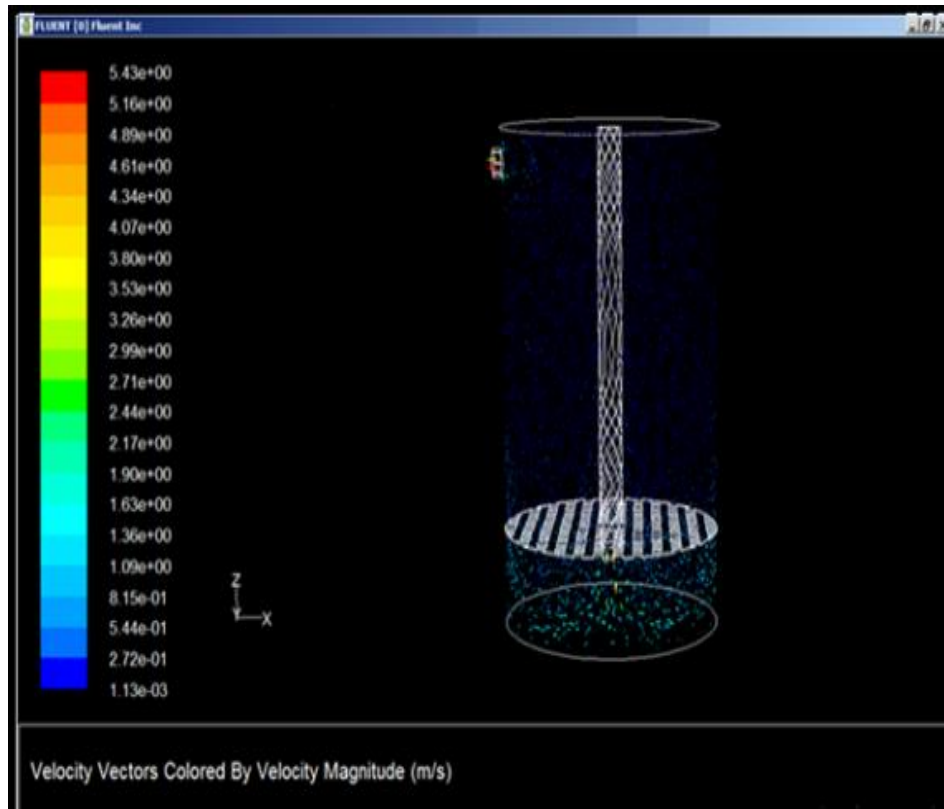 FLUENT [0] Fluent Inc
5.43e+00
5.16e+00
4.89e+00
4.61e+00
4.34e+00
4.07e+00
3.80e+00
3.53e+00
3.26e+00
2.99e+00
2.71e+00
2.44e+00
2.17e+00
1.90e+00
1.63e+00
1.36e+00
1.09e+00
8.15e-01
5.44e-01
2.72e-01
1.13e-03
Z
Y X
Velocity Vectors Colored By Velocity Magnitude (m/s)